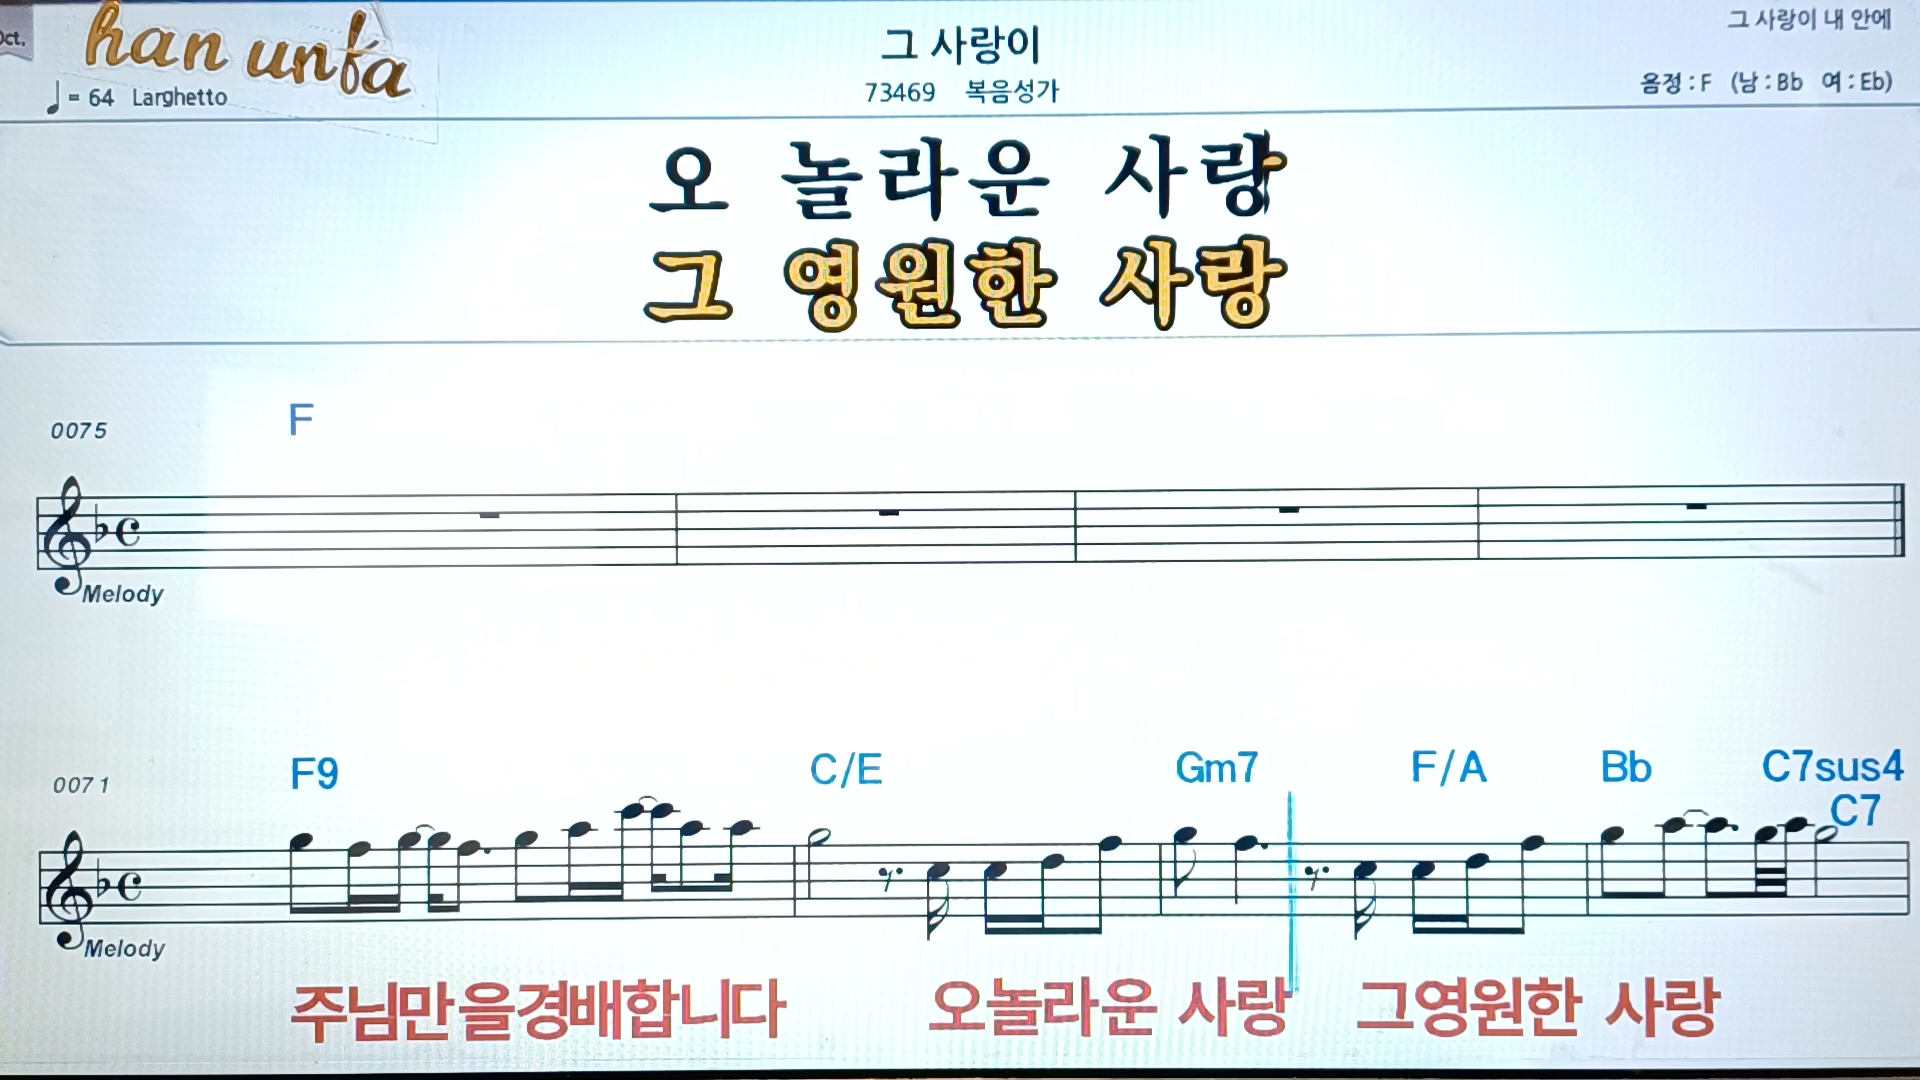 Oct.
han unfa
그 사랑이
그 사랑이 내 안에
= 64 Larghetto
73469 복음성가
음정 : F (남 : Bb 여 : Eb)
오 놀라운 사랑
그 영원한 사랑
0075 F
Melody
0071 F9 C/E Gm7 F/A Bb C7sus4
C7
Melody
주님만을경배합니다 오놀라운 사랑 그영원한 사랑